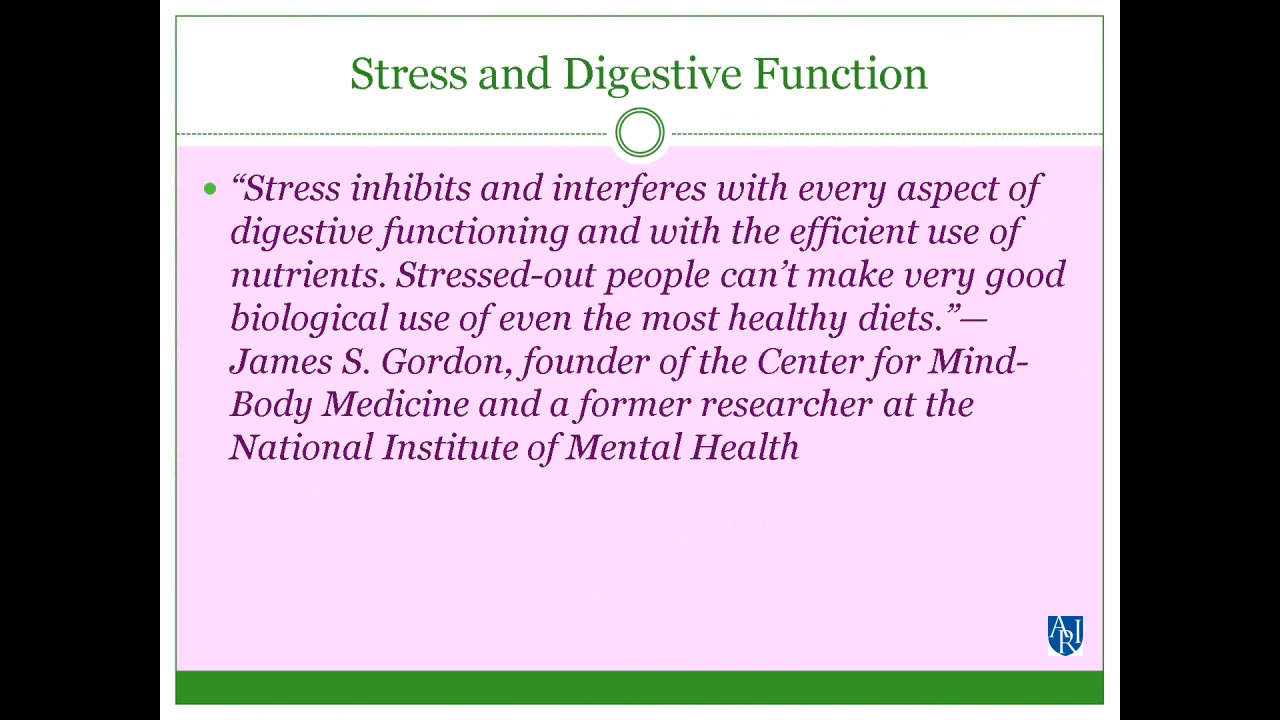 Stress and Digestive Function
• “Stress inhibits and interferes with every aspect of
digestive functioning and with the efficient use of
nutrients. Stressed-out people can’t make very good
biological use of even the most healthy diets.”—
James S. Gordon, founder of the Center for Mind-
Body Medicine and a former researcher at the
National Institute of Mental Health
ARI